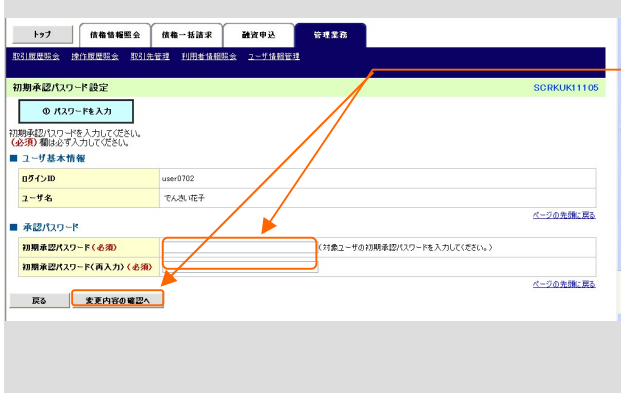 トップ 債権情報照会 債権一括請求 融資申込 管理業務
取引履歴照会 操作履歴照会 取引先管理 利用者情報照会 ユーザ情報管理
初期承認パスワード設定 SCRKUK11105
① パスワードを入力
初期承認パスワードを入力してください。
(必須)欄は必ず入力してください。
■ ユーザ基本情報
ログインID user0702
ユーザ名 でんさい花子
ページの先頭に戻る
■ 承認パスワード
初期承認パスワード(必須) (対象ユーザの初期承認パスワードを入力してください。)
初期承認パスワード(再入力)(必須)
ページの先頭に戻る
戻る 変更内容の確認へ